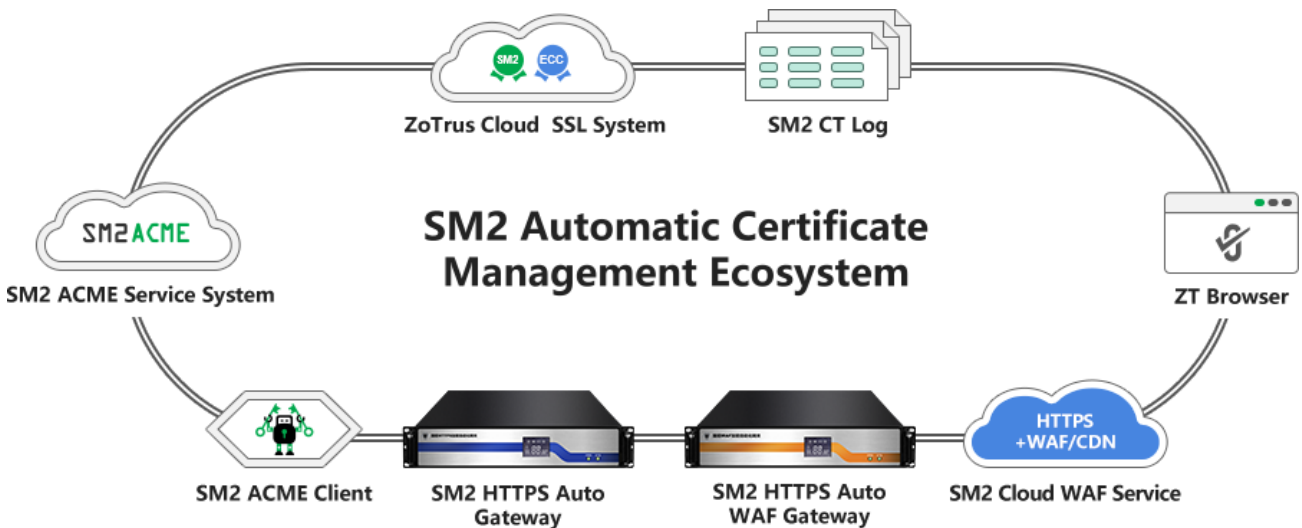 SM2
ECC
ZoTrus Cloud SSL System
SM2 CT Log
SM2 ACME
SM2 ACME Service System
SM2 Automatic Certificate
Management Ecosystem
ZT Browser
HTTPS
+WAF/CDN
SM2 ACME Client
SM2 HTTPS Auto
Gateway
SM2 HTTPS Auto
WAF Gateway
SM2 Cloud WAF Service